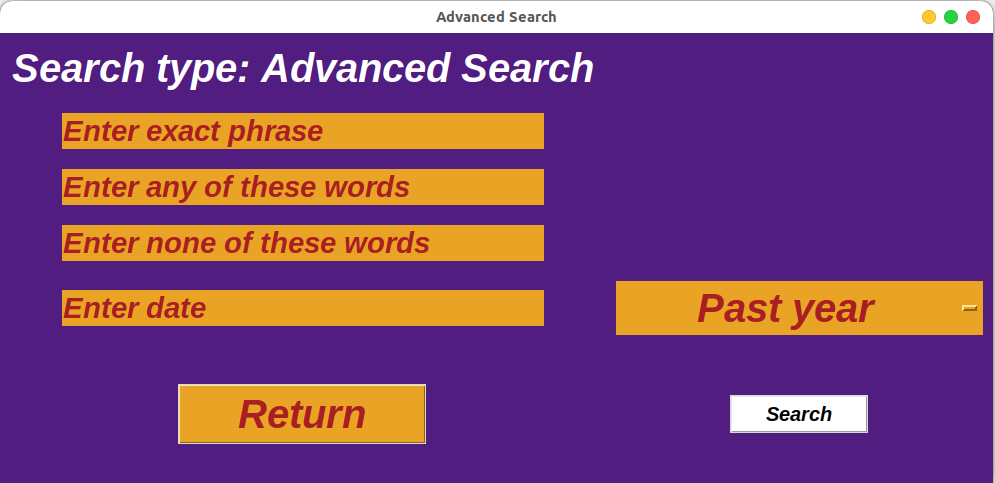 Advanced Search
Search type: Advanced Search
Enter exact phrase
Enter any of these words
Enter none of these words
Enter date
Past year
Return
Search